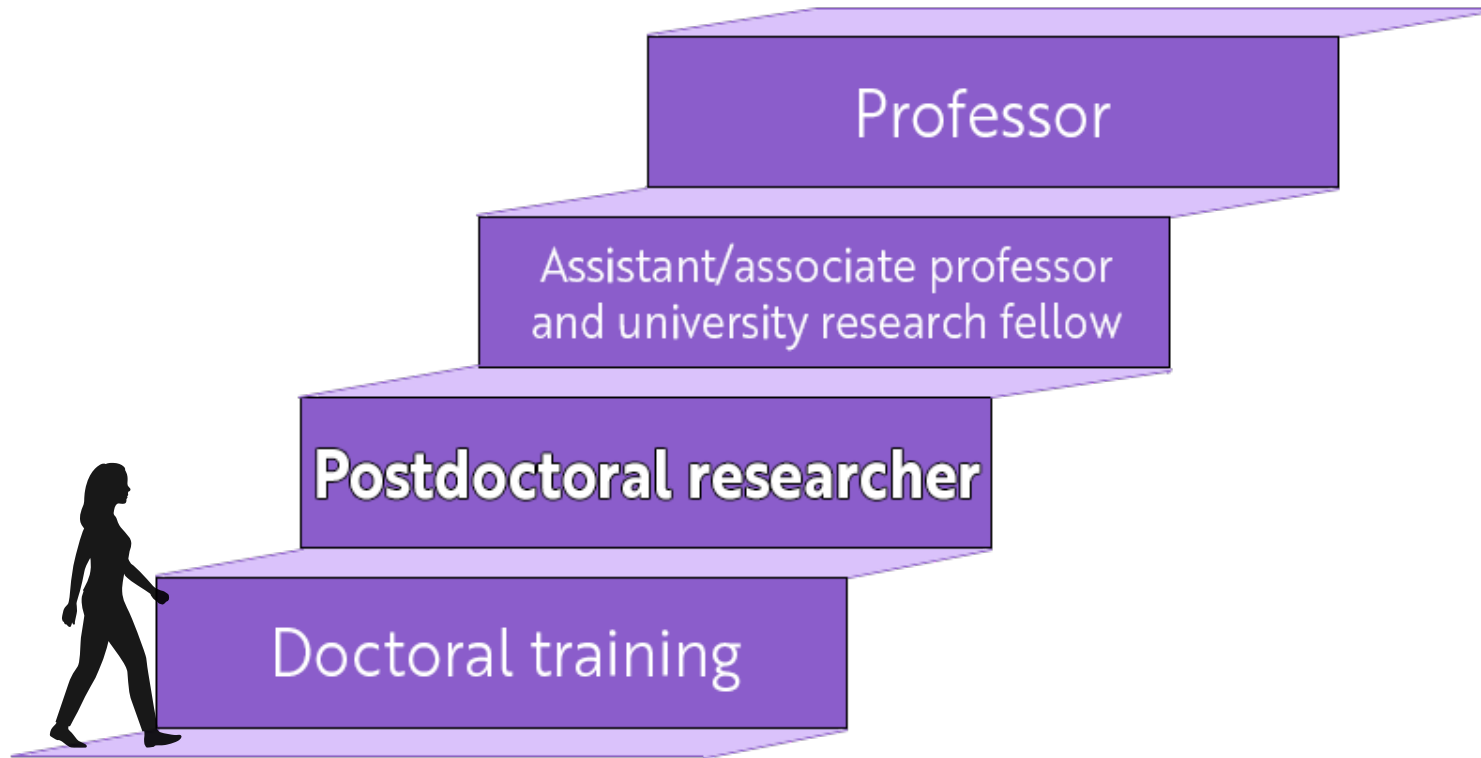 Professor
Assistant/associate professor
and university research fellow
Postdoctoral researcher
Doctoral training